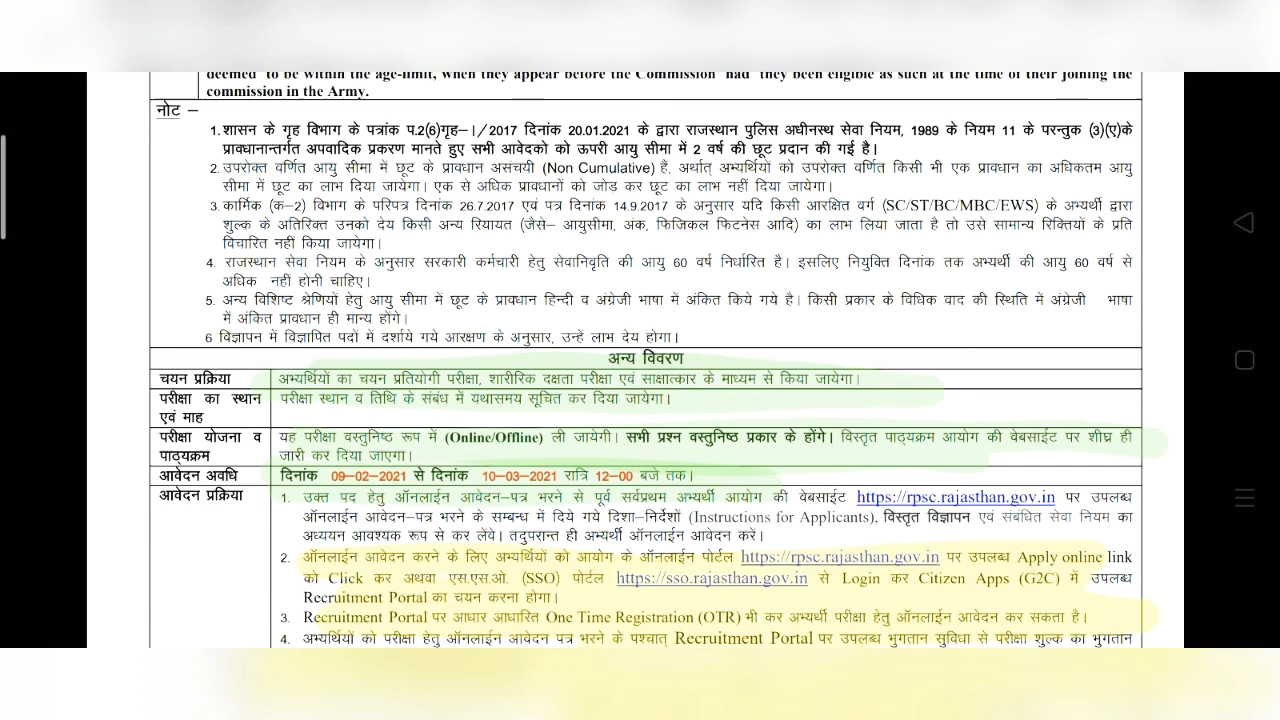 deemed to be within the age-limit, when they appear before the Commission had they been eligible as such at the time of their joining the
commission in the Army.
नोट –
1. शासन के गृह विभाग के पत्रांक प.2(6)गृह–I/2017 दिनांक 20.01.2021 के द्वारा राजस्थान पुलिस अधीनस्थ सेवा नियम, 1989 के नियम 11 के परन्तुक (3)(ए)के
प्रावधानान्तर्गत अपवादिक प्रकरण मानते हुए सभी आवेदको को ऊपरी आयु सीमा में 2 वर्ष की छूट प्रदान की गई है।
2. उपरोक्त वर्णित आयु सीमा में छूट के प्रावधान असंचयी (Non Cumulative) हैं, अर्थात् अभ्यर्थियों को उपरोक्त वर्णित किसी भी एक प्रावधान का अधिकतम आयु
सीमा में छूट का लाभ दिया जायेगा। एक से अधिक प्रावधानों को जोड कर छूट का लाभ नहीं दिया जायेगा।
3. कार्मिक (क–2) विभाग के परिपत्र दिनांक 26.7.2017 एवं पत्र दिनांक 14.9.2017 के अनुसार यदि किसी आरक्षित वर्ग (SC/ST/BC/MBC/EWS) के अभ्यर्थी द्वारा
शुल्क के अतिरिक्त उनको देय किसी अन्य रियायत (जैसे– आयुसीमा, अंक, फिजिकल फिटनेस आदि) का लाभ लिया जाता है तो उसे सामान्य रिक्तियों के प्रति
विचारित नहीं किया जायेगा।
4. राजस्थान सेवा नियम के अनुसार सरकारी कर्मचारी हेतु सेवानिवृति की आयु 60 वर्ष निर्धारित है। इसलिए नियुक्ति दिनांक तक अभ्यर्थी की आयु 60 वर्ष से
अधिक नहीं होनी चाहिए।
5. अन्य विशिष्ट श्रेणियों हेतु आयु सीमा में छूट के प्रावधान हिन्दी व अंग्रेजी भाषा में अंकित किये गये है। किसी प्रकार के विधिक वाद की स्थिति में अंग्रेजी भाषा
में अंकित प्रावधान ही मान्य होंगे।
6 विज्ञापन में विज्ञापित पदों में दर्शाये गये आरक्षण के अनुसार, उन्हें लाभ देय होगा।
अन्य विवरण
चयन प्रक्रिया अभ्यर्थियों का चयन प्रतियोगी परीक्षा, शारीरिक दक्षता परीक्षा एवं साक्षात्कार के माध्यम से किया जायेगा।
परीक्षा का स्थान परीक्षा स्थान व तिथि के संबंध में यथासमय सूचित कर दिया जायेगा।
एवं माह
परीक्षा योजना व यह परीक्षा वस्तुनिष्ठ रूप में (Online/Offline) ली जायेगी। सभी प्रश्न वस्तुनिष्ठ प्रकार के होंगे। विस्तृत पाठ्यक्रम आयोग की वेबसाईट पर शीघ्र ही
पाठ्यक्रम जारी कर दिया जाएगा।
आवेदन अवधि दिनांक 09–02–2021 से दिनांक 10–03–2021 रात्रि 12–00 बजे तक।
आवेदन प्रक्रिया 1. उक्त पद हेतु ऑनलाईन आवेदन–पत्र भरने से पूर्व सर्वप्रथम अभ्यर्थी आयोग की वेबसाईट https://rpsc.rajasthan.gov.in पर उपलब्ध
ऑनलाईन आवेदन–पत्र भरने के सम्बन्ध में दिये गये दिशा–निर्देशों (Instructions for Applicants), विस्तृत विज्ञापन एवं संबंधित सेवा नियम का
अध्ययन आवश्यक रूप से कर लेंवे। तदुपरान्त ही अभ्यर्थी ऑनलाईन आवेदन करें।
2. ऑनलाईन आवेदन करने के लिए अभ्यर्थियों को आयोग के ऑनलाईन पोर्टल https://rpsc.rajasthan.gov.in पर उपलब्ध Apply online link
को Click कर अथवा एस.एस.ओ. (SSO) पोर्टल https://sso.rajasthan.gov.in से Login कर Citizen Apps (G2C) में उपलब्ध
Recruitment Portal का चयन करना होगा।
3. Recruitment Portal पर आधार आधारित One Time Registration (OTR) भी कर अभ्यर्थी परीक्षा हेतु ऑनलाईन आवेदन कर सकता है।
4. अभ्यर्थियों को परीक्षा हेतु ऑनलाईन आवेदन पत्र भरने के पश्चात् Recruitment Portal पर उपलब्ध भुगतान सुविधा से परीक्षा शुल्क का भुगतान